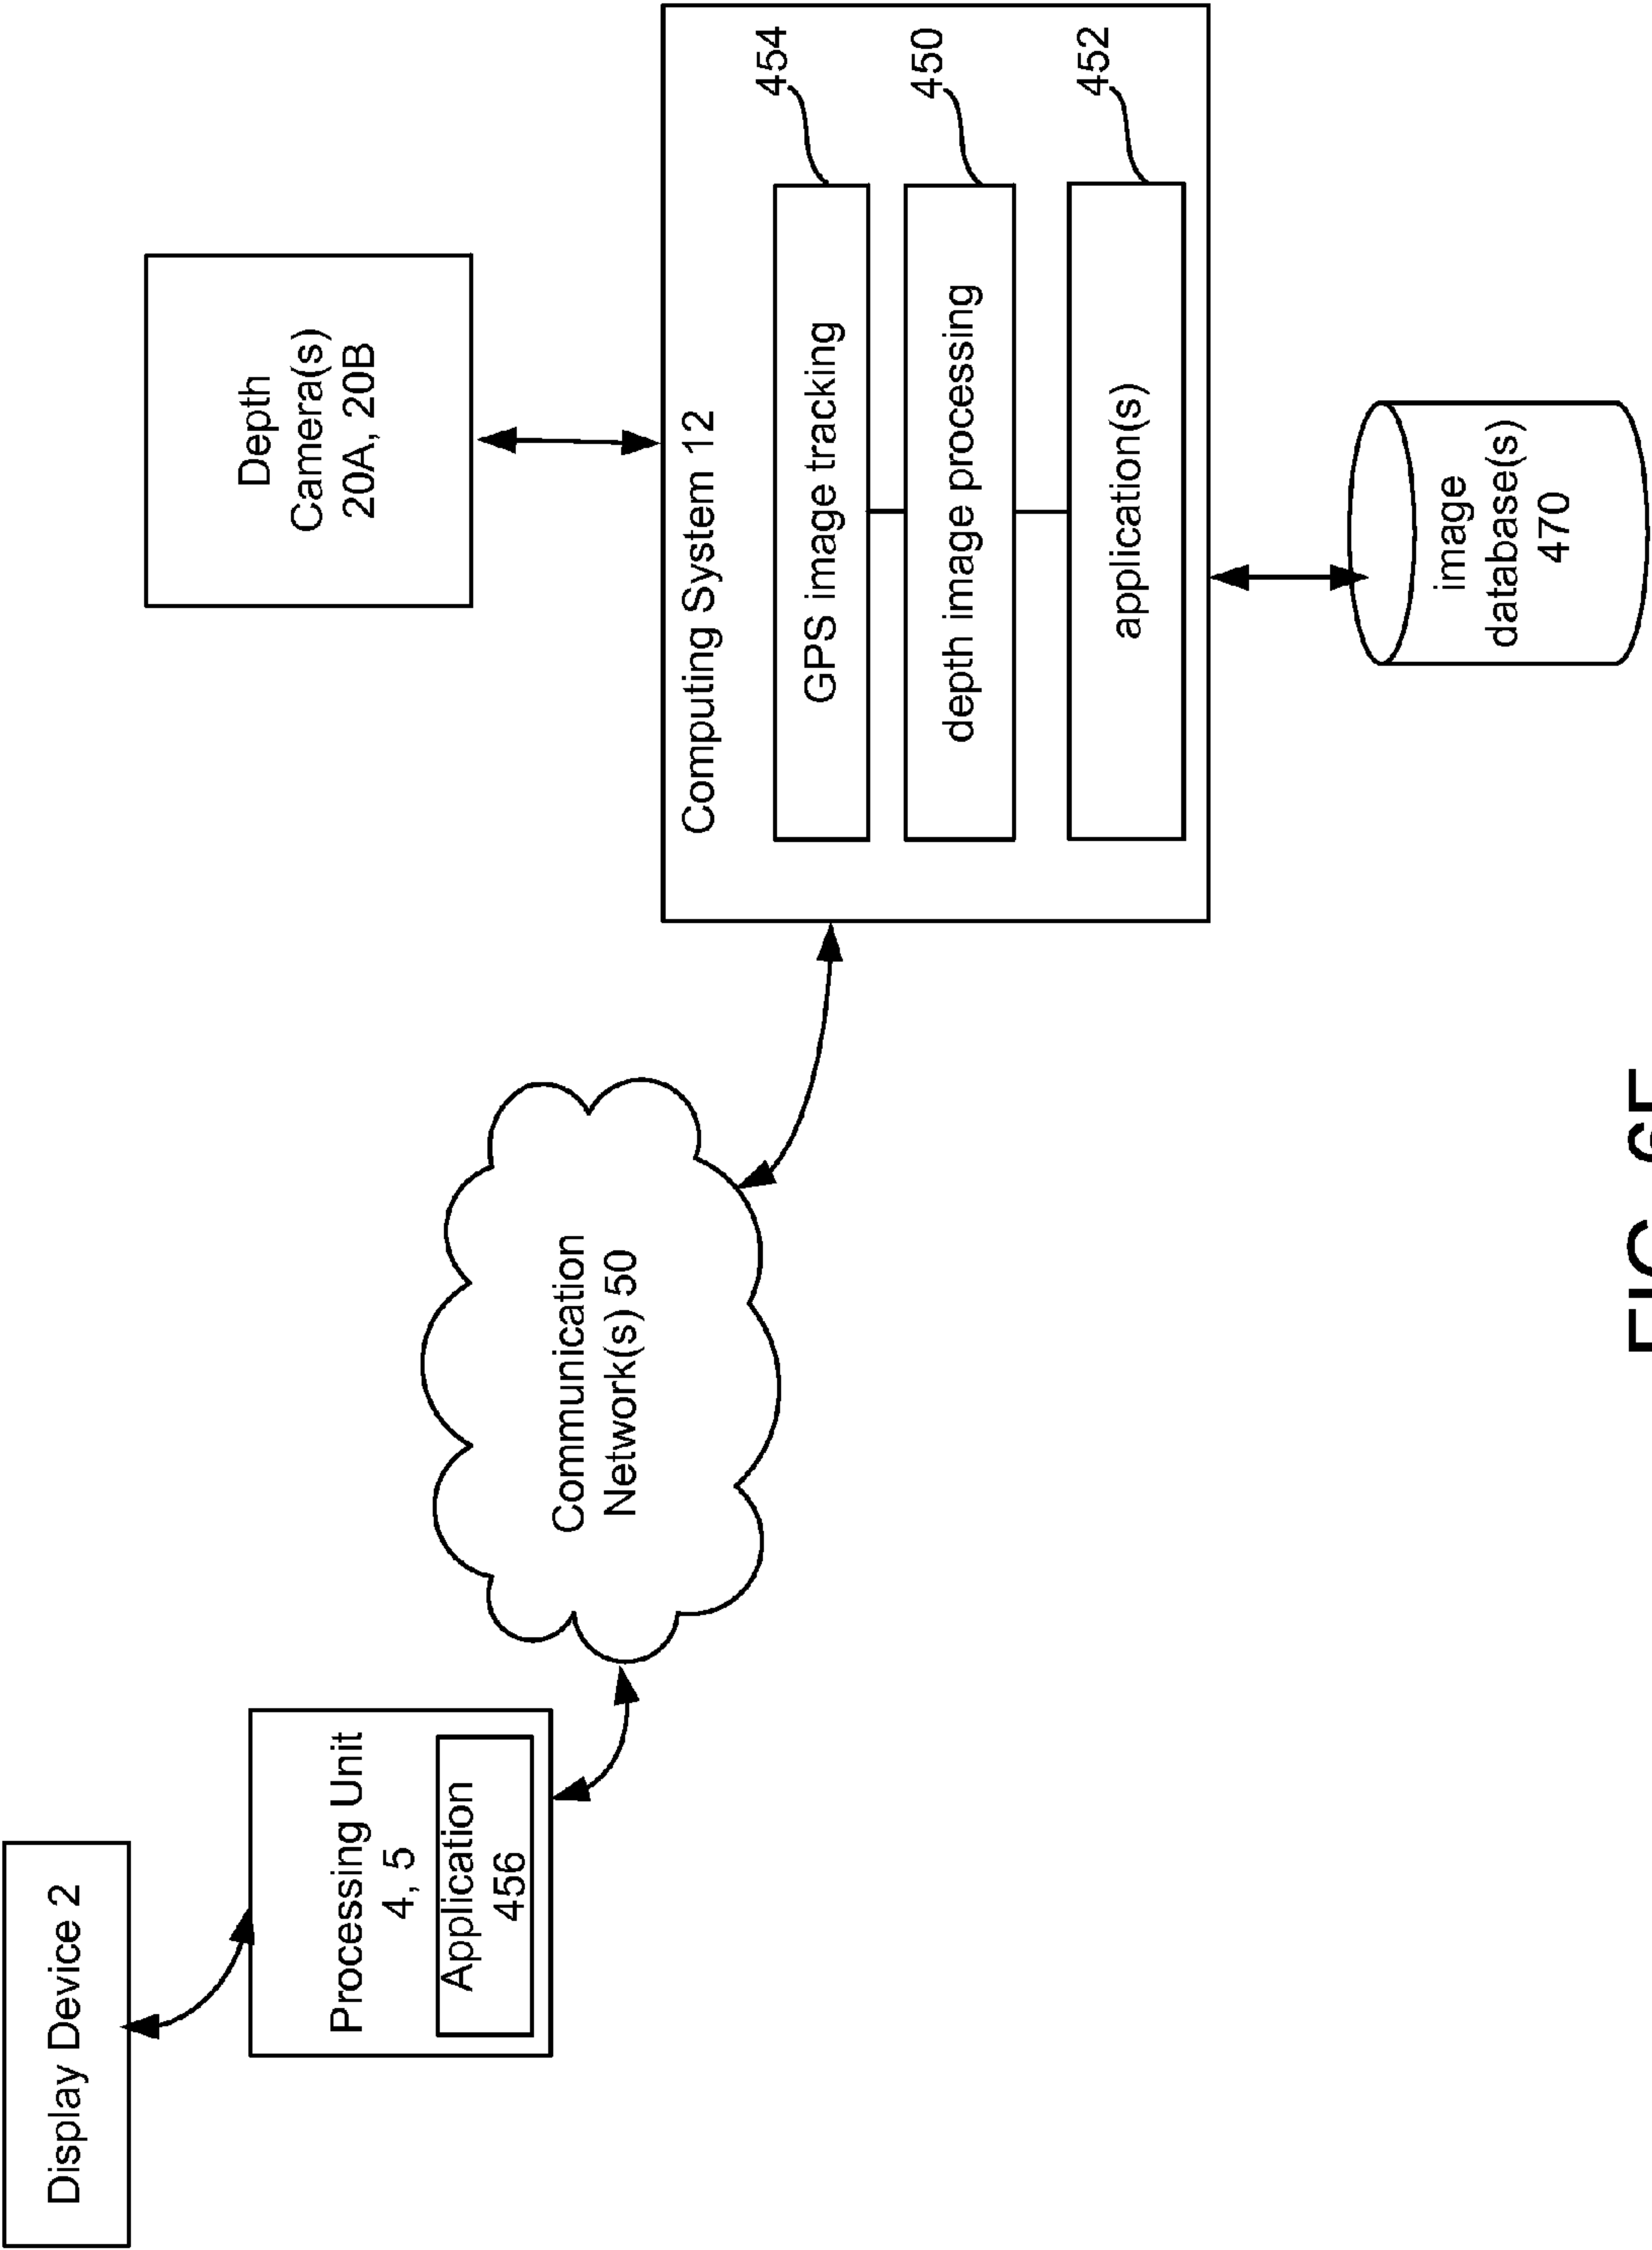 Display Device 2
Processing Unit
4, 5
Application
456
Communication
Network(s) 50
Depth
Camera(s)
20A, 20B
Computing System 12
GPS image tracking
454
depth image processing
450
application(s)
452
image
database(s)
470